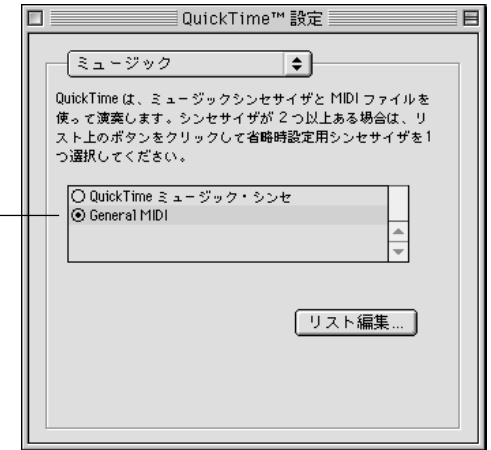 QuickTime™ 設定
ミュージック
QuickTime は、ミュージックシンセサイザと MIDI ファイルを
使って演奏します。シンセサイザが 2 つ以上ある場合は、リ
スト上のボタンをクリックして省略時設定用シンセサイザを1
つ選択してください。
QuickTime ミュージック・シンセ
General MIDI
リスト編集...